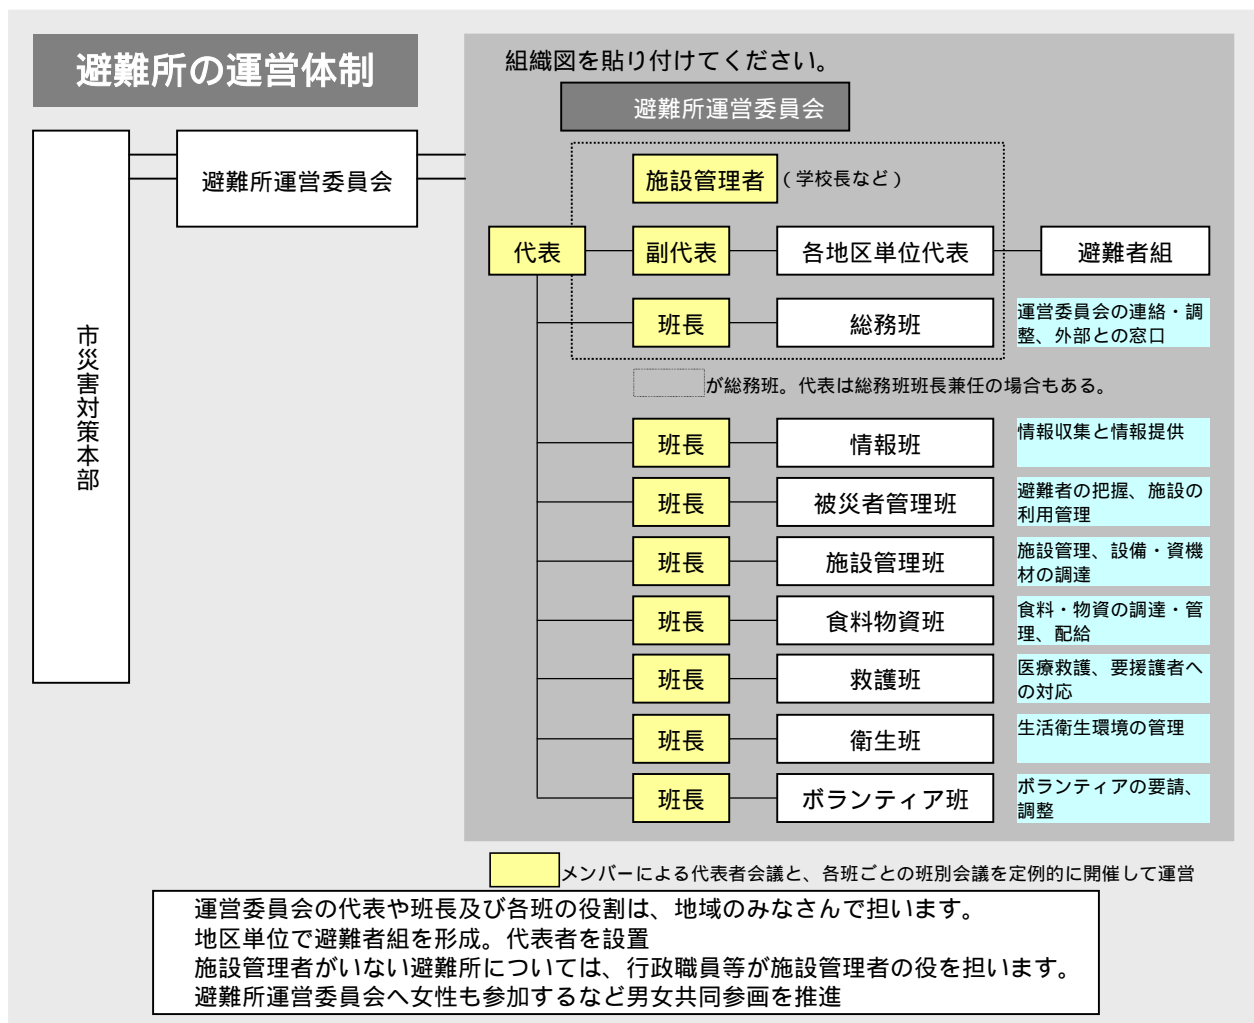 避難所の運営体制
組織図を貼り付けてください。
避難所運営委員会
市災害対策本部
避難所運営委員会
施設管理者
(学校長など)
代表
副代表
各地区単位代表
避難者組
班長
総務班
運営委員会の連絡・調
整、外部との窓口
が総務班。代表は総務班班長兼任の場合もある。
班長
情報班
情報収集と情報提供
班長
被災者管理班
避難者の把握、施設の
利用管理
班長
施設管理班
施設管理、設備・資機
材の調達
班長
食料物資班
食料・物資の調達・管
理、配給
班長
救護班
医療救護、要援護者へ
の対応
班長
衛生班
生活衛生環境の管理
班長
ボランティア班
ボランティアの要請、
調整
メンバーによる代表者会議と、各班ごとの班別会議を定例的に開催して運営
運営委員会の代表や班長及び各班の役割は、地域のみなさんで担います。
地区単位で避難者組を形成。代表者を設置
施設管理者がいない避難所については、行政職員等が施設管理者の役を担います。
避難所運営委員会へ女性も参加するなど男女共同参画を推進